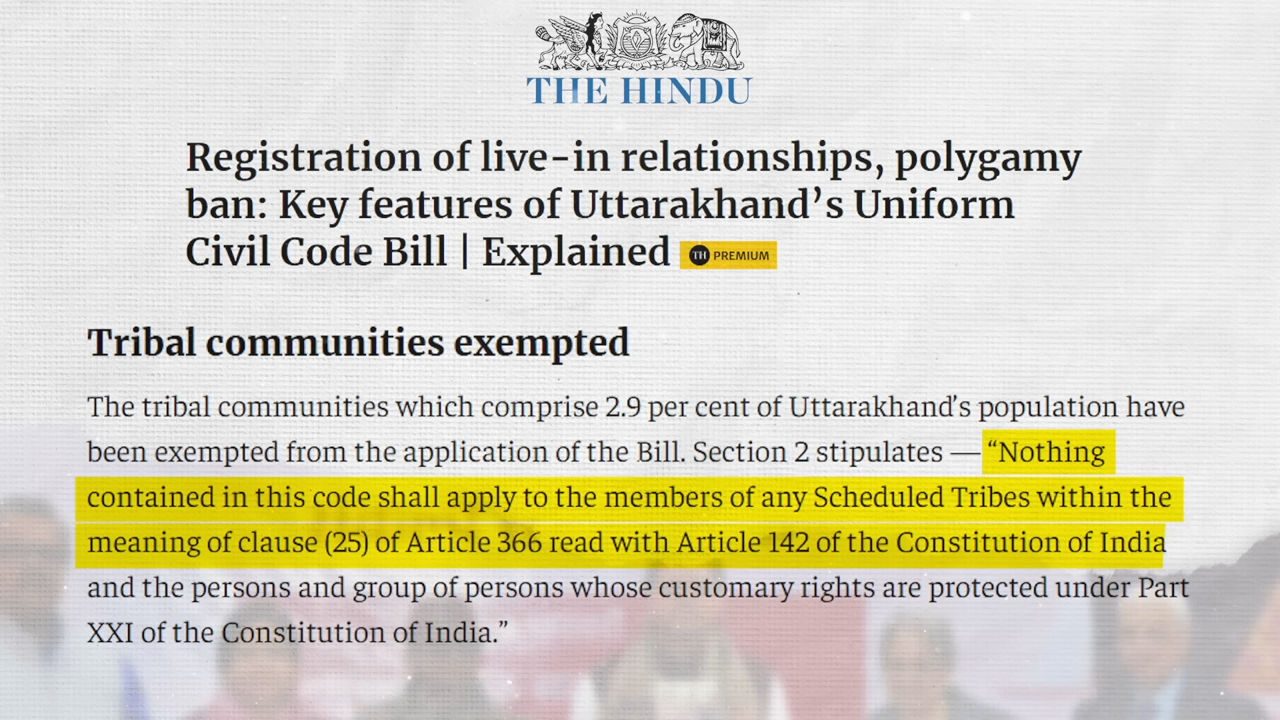 THE HINDU
Registration of live-in relationships, polygamy
ban: Key features of Uttarakhand’s Uniform
Civil Code Bill | Explained TH PREMIUM
Tribal communities exempted
The tribal communities which comprise 2.9 per cent of Uttarakhand’s population have
been exempted from the application of the Bill. Section 2 stipulates — “Nothing
contained in this code shall apply to the members of any Scheduled Tribes within the
meaning of clause (25) of Article 366 read with Article 142 of the Constitution of India
and the persons and group of persons whose customary rights are protected under Part
XXI of the Constitution of India.”